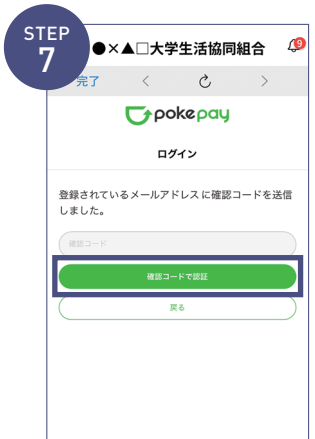 STEP
7
●×▲□大学生活協同組合
9
完了
pokepay
ログイン
登録されているメールアドレスに確認コードを送信
しました。
確認コード
確認コードで認証
戻る